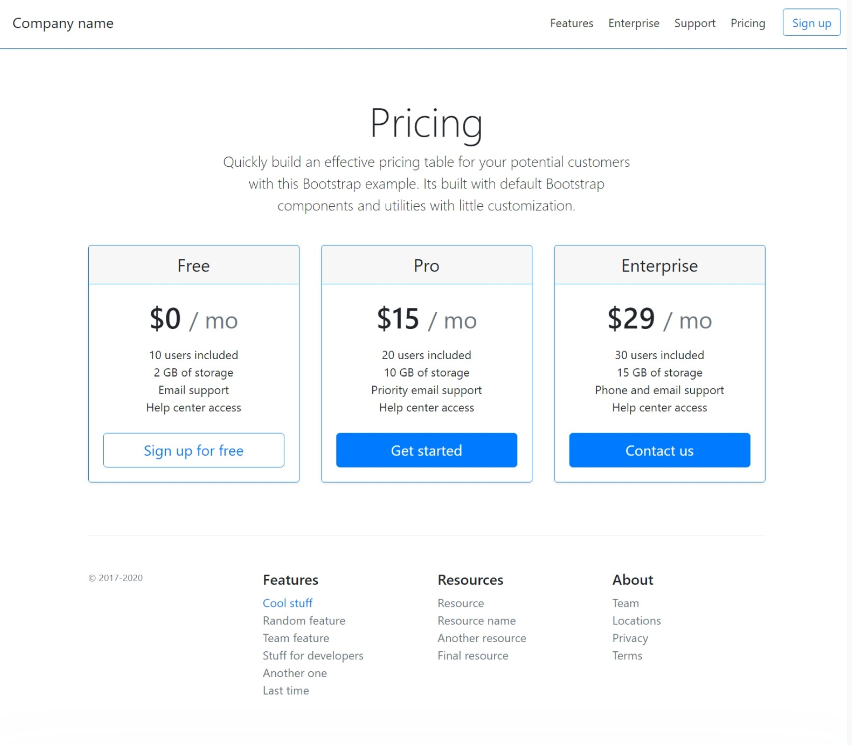 Company name
Features Enterprise Support Pricing Sign up
Pricing
Quickly build an effective pricing table for your potential customers
with this Bootstrap example. Its built with default Bootstrap
components and utilities with little customization.
Free
$0 / mo
10 users included
2 GB of storage
Email support
Help center access
Sign up for free
Pro
$15 / mo
20 users included
10 GB of storage
Priority email support
Help center access
Get started
Enterprise
$29 / mo
30 users included
15 GB of storage
Phone and email support
Help center access
Contact us
© 2017-2020
Features
Cool stuff
Random feature
Team feature
Stuff for developers
Another one
Last time
Resources
Resource
Resource name
Another resource
Final resource
About
Team
Locations
Privacy
Terms